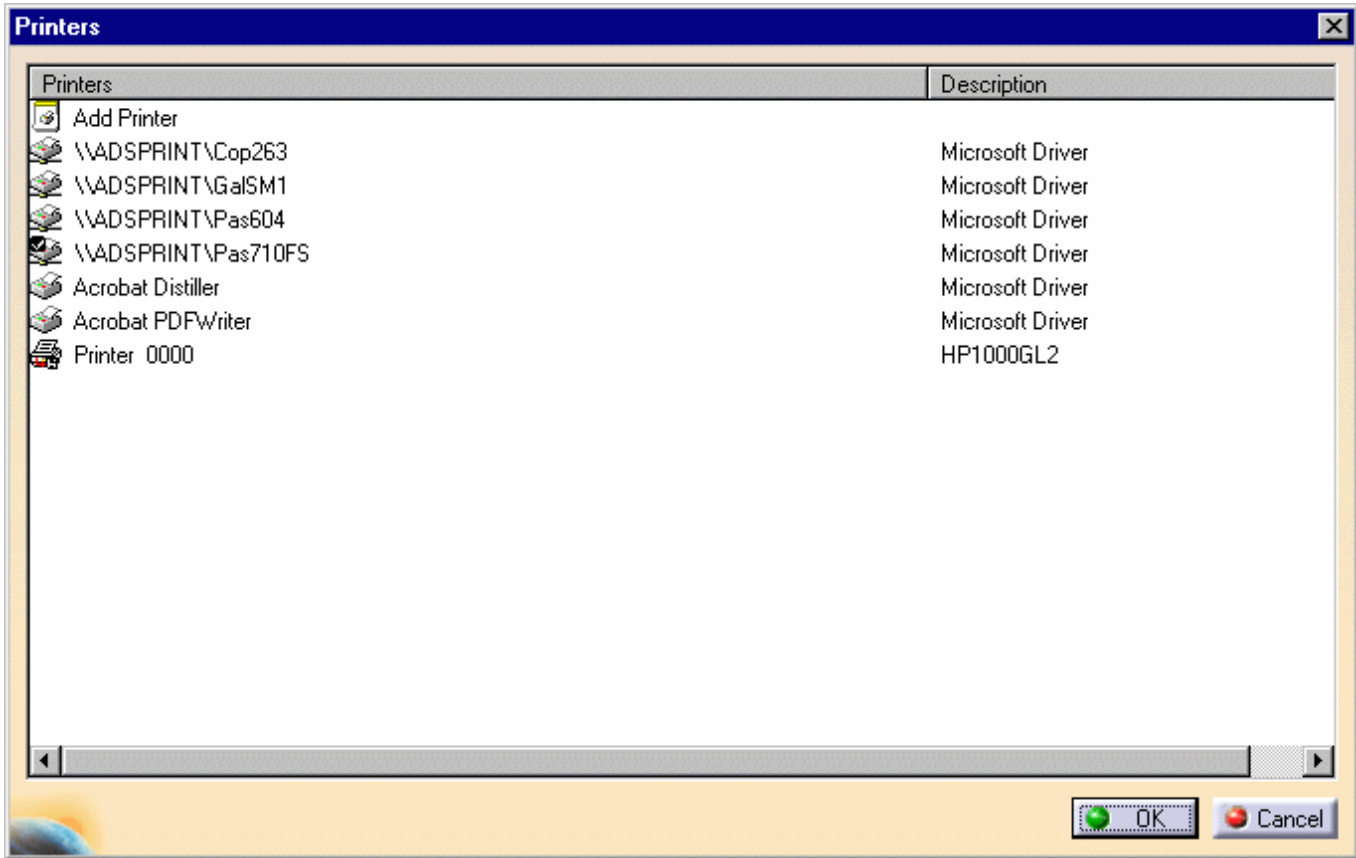 Printers
Printers Description
Add Printer
\\ADSPRINT\Cop263 Microsoft Driver
\\ADSPRINT\GalSM1 Microsoft Driver
\\ADSPRINT\Pas604 Microsoft Driver
\\ADSPRINT\Pas710FS Microsoft Driver
Acrobat Distiller Microsoft Driver
Acrobat PDFWriter Microsoft Driver
Printer 0000 HP1000GL2
OK Cancel